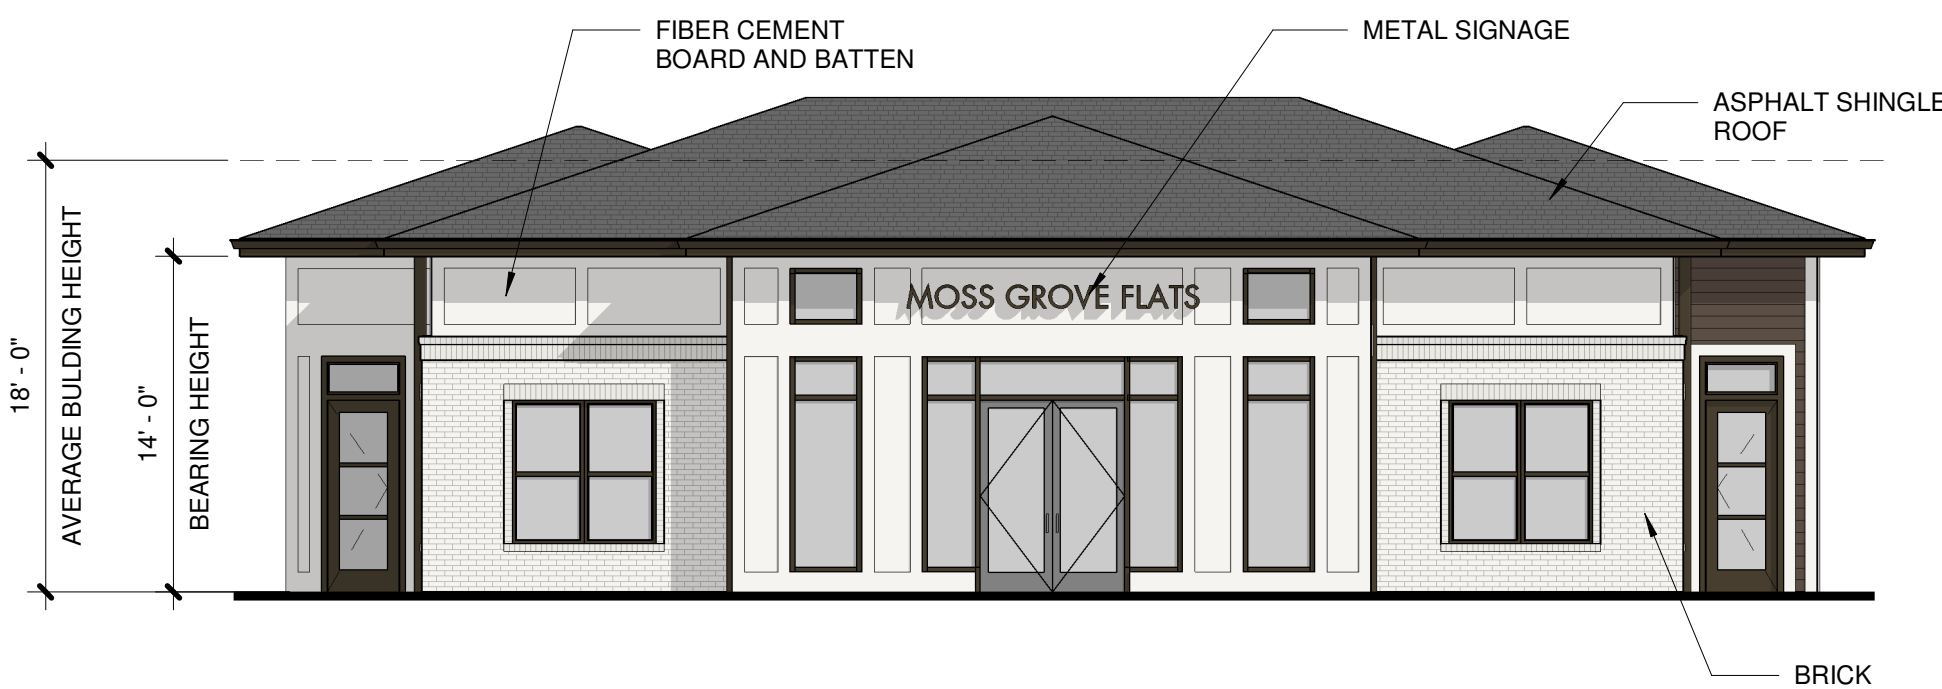 FIBER CEMENT
BOARD AND BATTEN
METAL SIGNAGE
ASPHALT SHINGLE
ROOF
18' - 0"
AVERAGE BUILDING HEIGHT
14' - 0"
BEARING HEIGHT
MOSS GROVE FLATS
BRICK